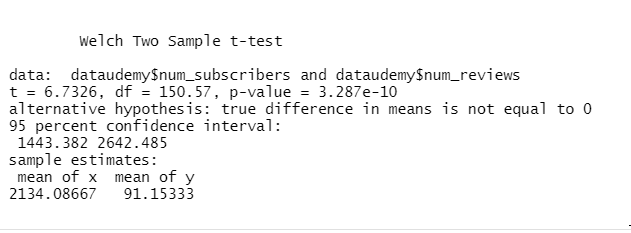 Welch Two Sample t-test
data: dataudemy$num_subscribers and dataudemy$num_reviews
t = 6.7326, df = 150.57, p-value = 3.287e-10
alternative hypothesis: true difference in means is not equal to 0
95 percent confidence interval:
1443.382 2642.485
sample estimates:
mean of x mean of y
2134.08667 91.15333